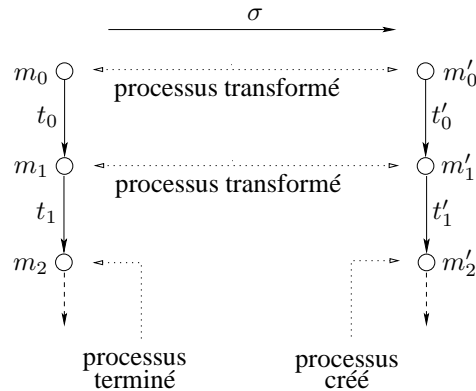 σ
m₀ m′₀
processus transformé
t₀ t′₀
m₁ m′₁
processus transformé
t₁ t′₁
m₂ m′₂
processus terminé
processus créé